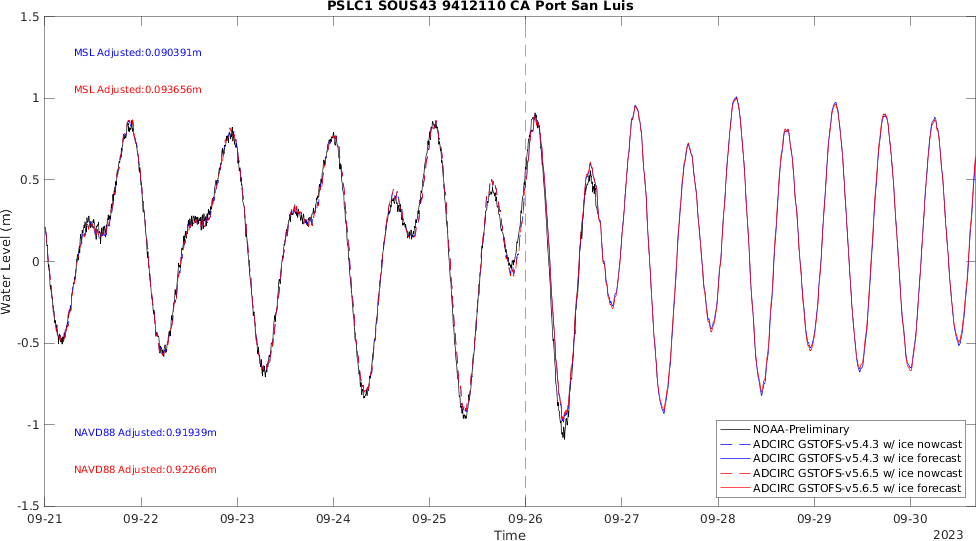 PSLC1 SOUS43 9412110 CA Port San Luis
1.5
MSL Adjusted:0.090391m
MSL Adjusted:0.093656m
1
0.5
0
-0.5
-1
-1.5
Water Level (m)
NAVD88 Adjusted:0.91939m
NAVD88 Adjusted:0.92266m
NOAA-Preliminary
ADCIRC GSTOFS-v5.4.3 w/ ice nowcast
ADCIRC GSTOFS-v5.4.3 w/ ice forecast
ADCIRC GSTOFS-v5.6.5 w/ ice nowcast
ADCIRC GSTOFS-v5.6.5 w/ ice forecast
09-21 09-22 09-23 09-24 09-25 09-26 09-27 09-28 09-29 09-30
Time
2023